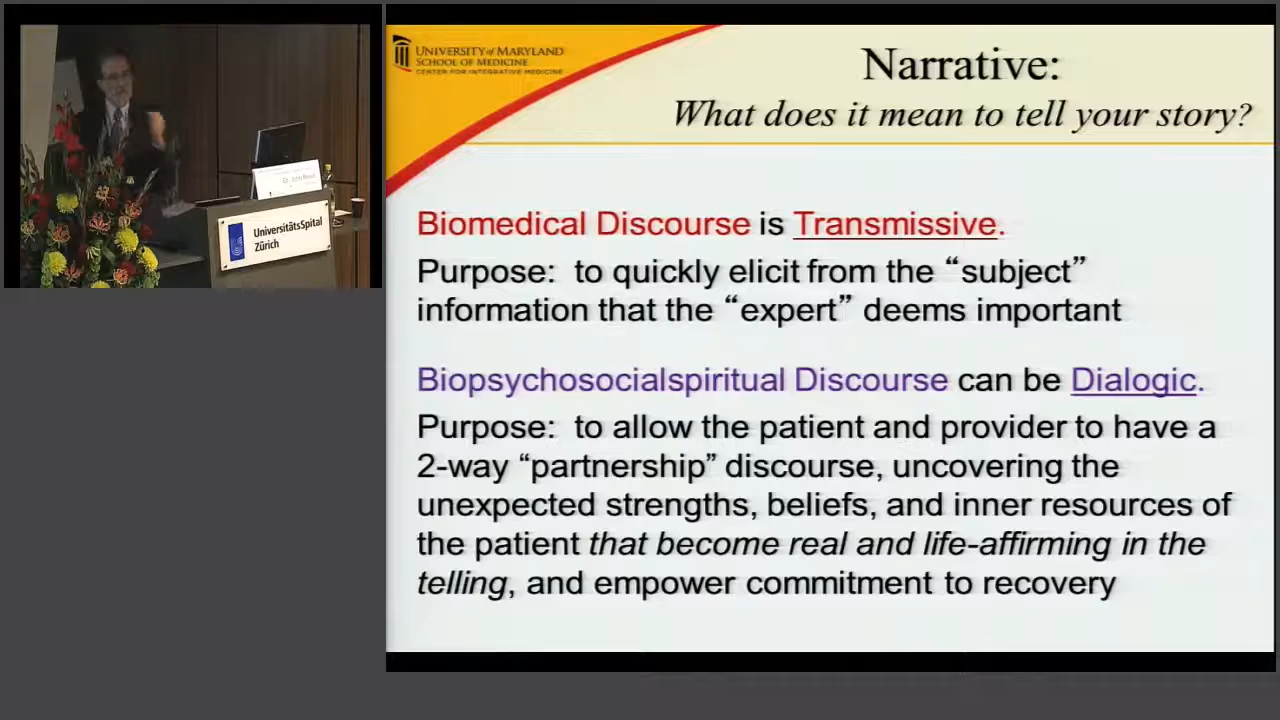 UNIVERSITY of MARYLAND
SCHOOL OF MEDICINE
CENTER FOR INTEGRATIVE MEDICINE
Narrative:
What does it mean to tell your story?
Biomedical Discourse is Transmissive.
Purpose: to quickly elicit from the “subject”
information that the “expert” deems important
Biopsychosocialspiritual Discourse can be Dialogic.
Purpose: to allow the patient and provider to have a
2-way “partnership” discourse, uncovering the
unexpected strengths, beliefs, and inner resources of
the patient that become real and life-affirming in the
telling, and empower commitment to recovery
UniversitätsSpital
Zürich